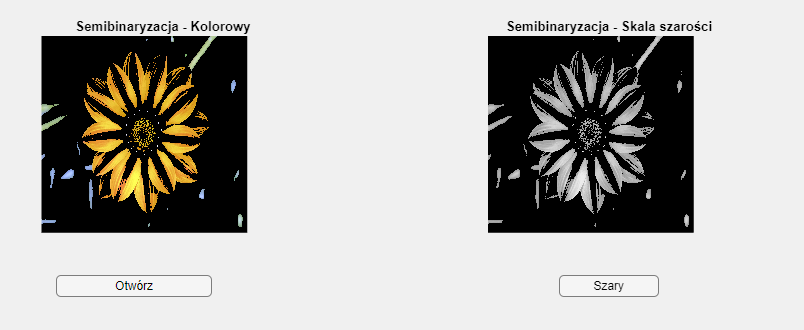 Semibinaryzacja - Kolorowy
Semibinaryzacja - Skala szarości
Otwórz
Szary